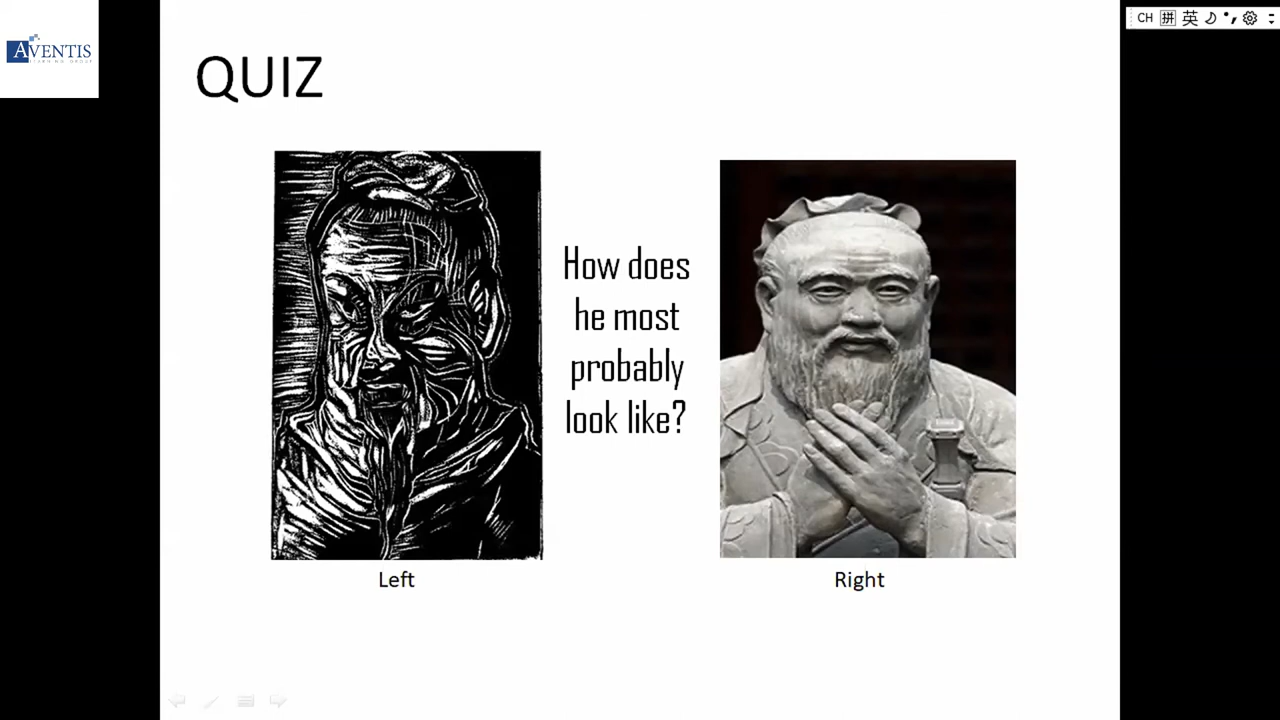 CH 拼 英
AVENTIS
LEARNING GROUP
QUIZ
How does
he most
probably
look like?
Left
Right